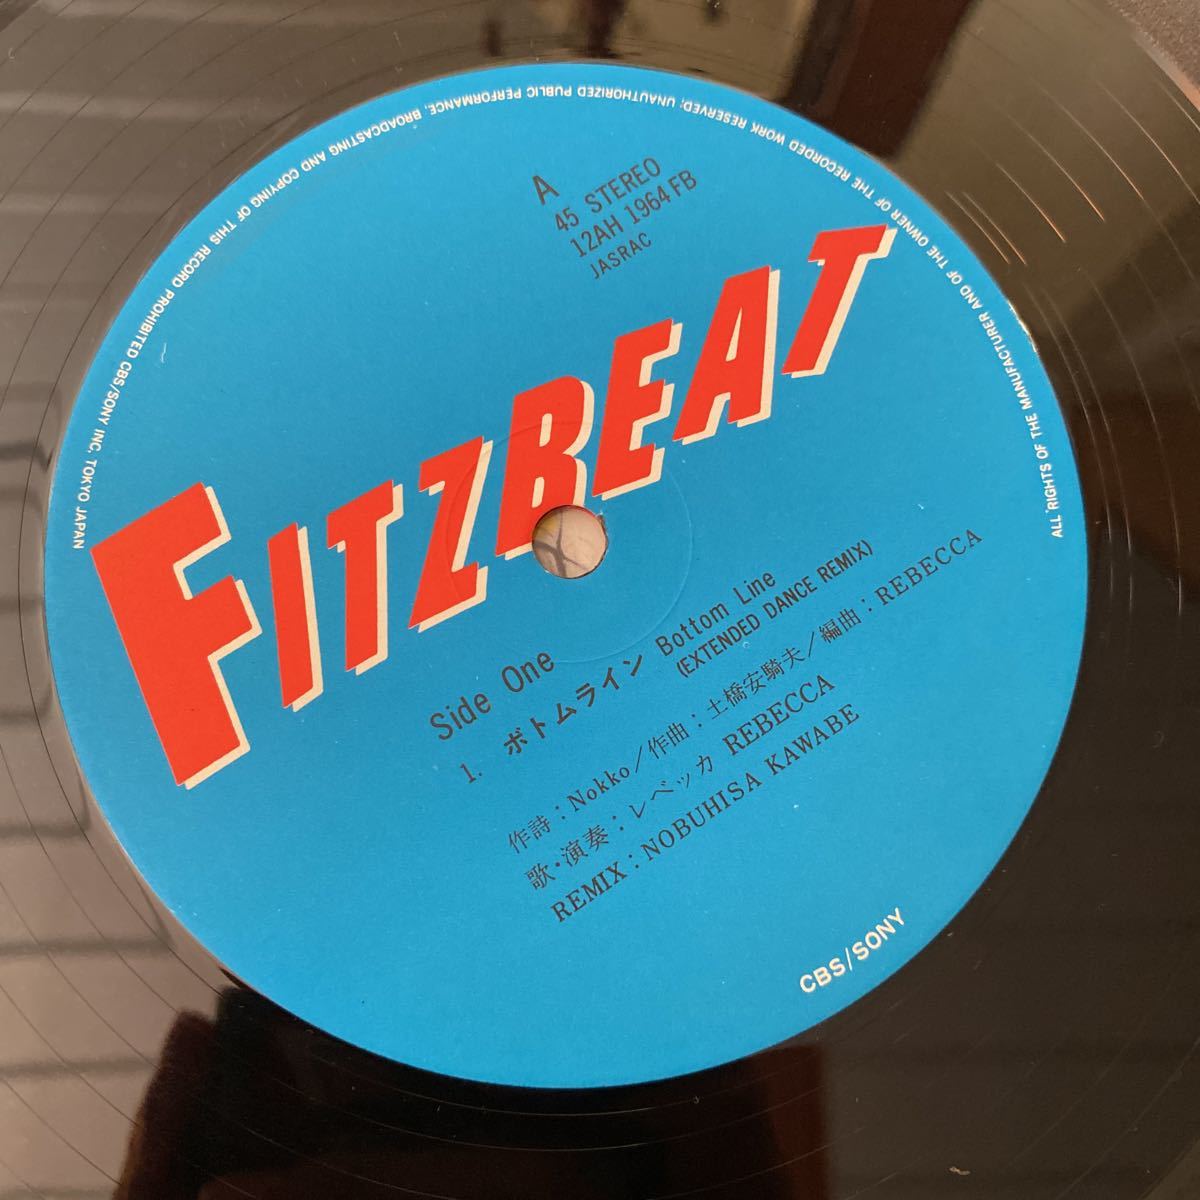 ALL RIGHTS OF THE MANUFACTURER AND OF THE OWNER OF THE RECORDED WORK RESERVED; UNAUTHORIZED PUBLIC PERFORMANCE, BROADCASTING AND COPYING OF THIS RECORD PROHIBITED CBS/SONY INC. TOKYO JAPAN
A
45 STEREO
12AH 1964 FB
JASRAC
FITZBEAT
Side One
1. ボトムライン Bottom Line
(EXTENDED DANCE REMIX)
作詩：Nokko／作曲：土橋安騎夫／編曲：REBECCA
歌・演奏：レベッカ REBECCA
REMIX：NOBUHISA KAWABE
CBS/SONY